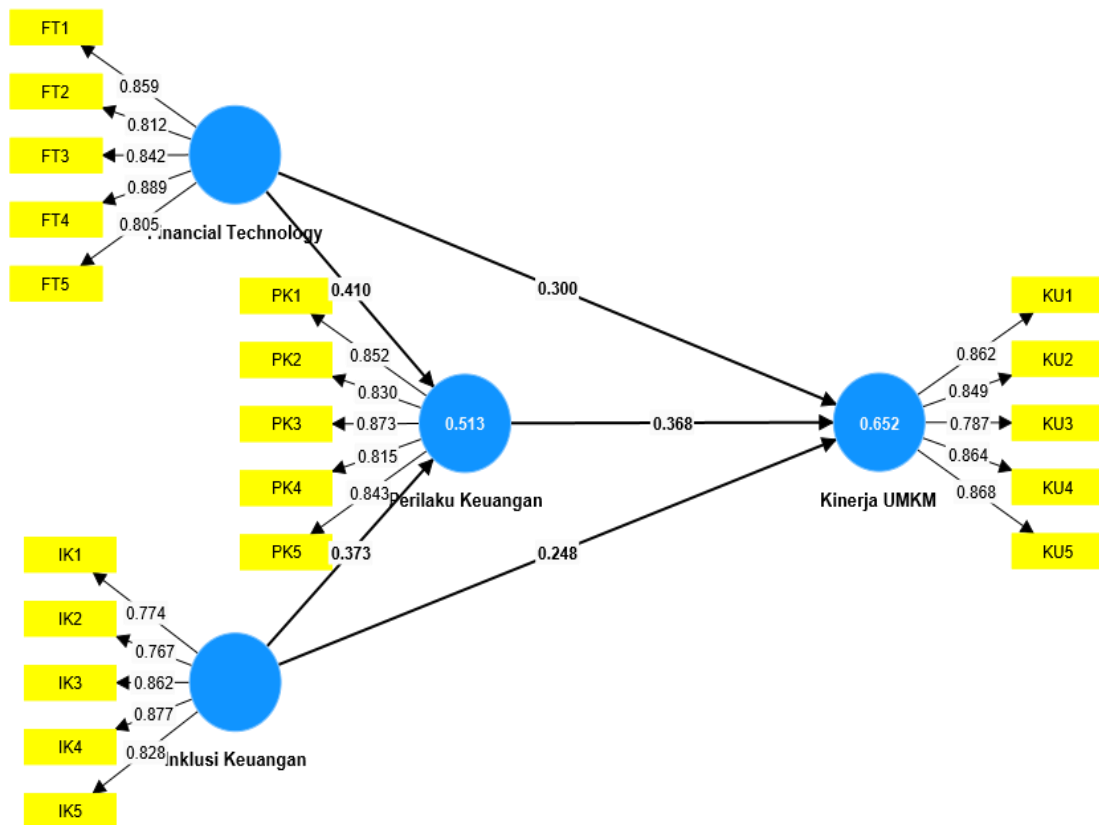 FT1
0.859
FT2
0.812
FT3
0.842
0.889
FT4
0.805
FT5
Financial Technology
0.410
0.300
PK1
0.852
PK2
0.830
PK3
0.873
0.815
PK4
0.843
PK5
0.513
Perilaku Keuangan
0.368
0.373
0.248
KU1
0.862
KU2
0.849
KU3
0.787
0.864
KU4
0.868
KU5
0.652
Kinerja UMKM
IK1
0.774
IK2
0.767
IK3
0.862
0.877
IK4
0.828
IK5
Inklusi Keuangan